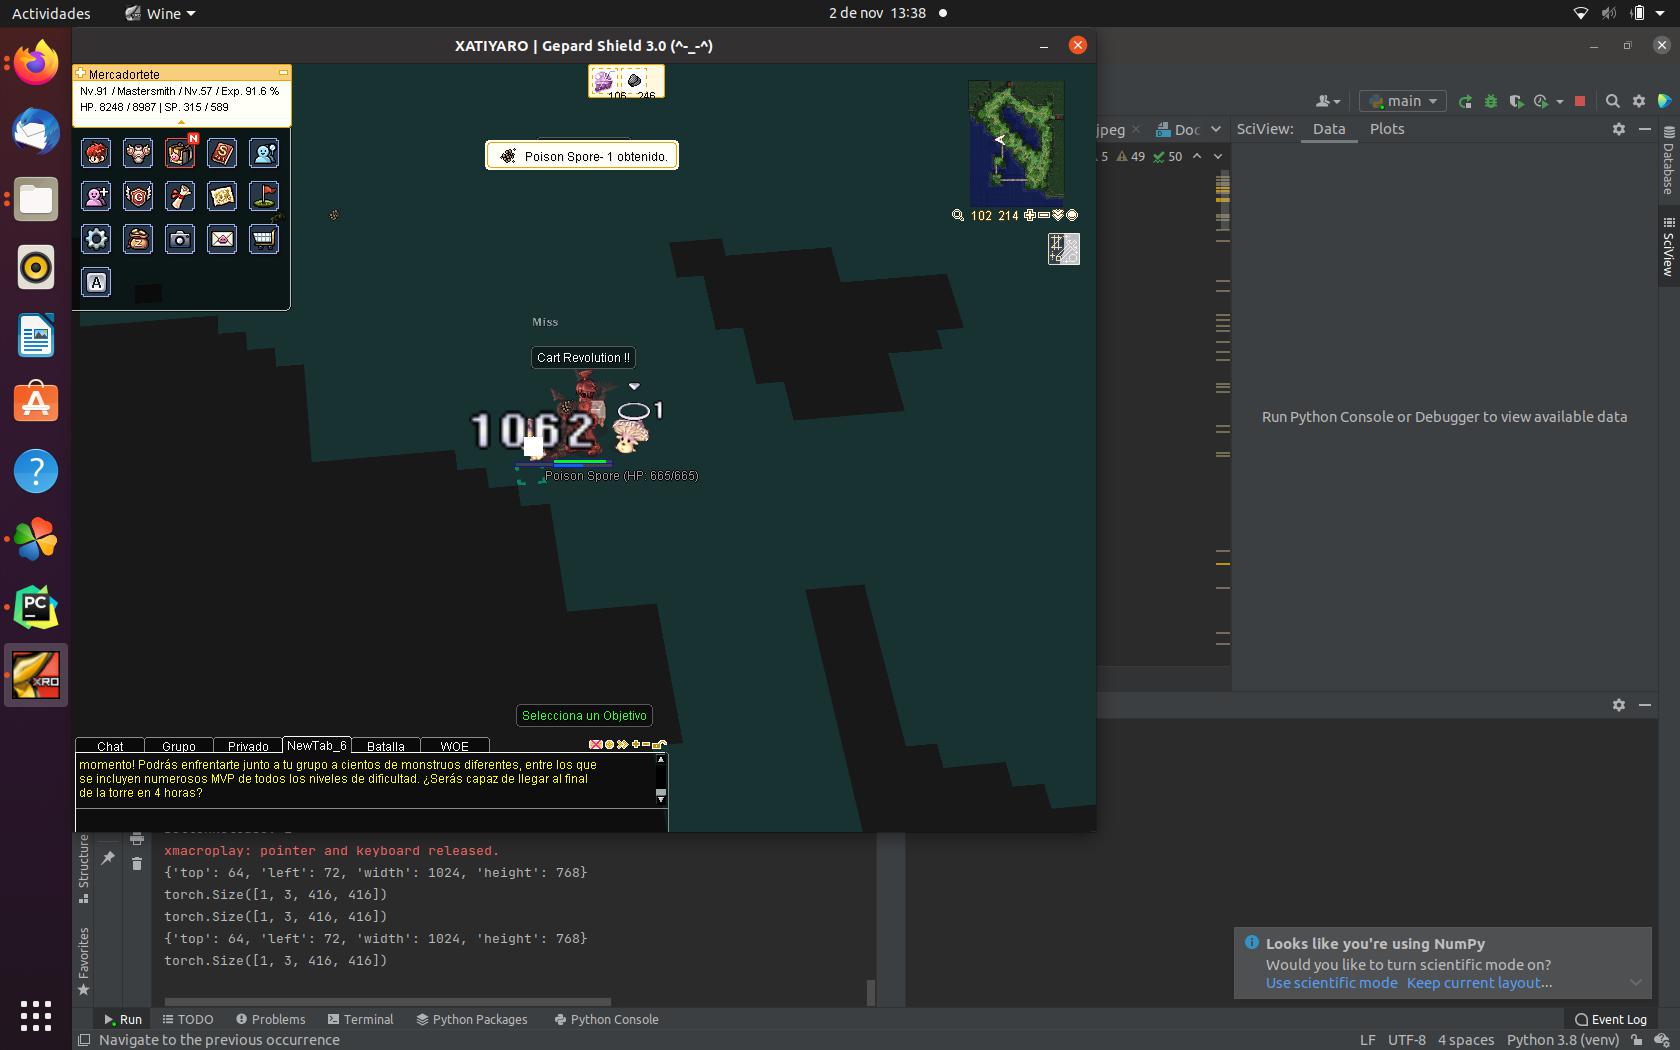 Actividades
Wine
2 de nov 13:38
XATIYARO | Gepard Shield 3.0 (^-_-^)
Mercadortete
Nv.91 / Mastersmith / Nv.57 / Exp. 91.6 %
HP. 8248 / 8987 | SP. 315 / 589
N
A
106 246
Poison Spore- 1 obtenido.
102 214
Miss
Cart Revolution !!
1062
1
Poison Spore (HP: 665/665)
Selecciona un Objetivo
Chat
Grupo
Privado
NewTab_6
Batalla
WOE
momento! Podrás enfrentarte junto a tu grupo a cientos de monstruos diferentes, entre los que
se incluyen numerosos MVP de todos los niveles de dificultad. ¿Serás capaz de llegar al final
de la torre en 4 horas?
main
jpeg
Doc
SciView:
Data
Plots
5
49
50
Database
SciView
Run Python Console or Debugger to view available data
PC
XRO
Structure
Favorites
xmacroplay: pointer and keyboard released.
{'top': 64, 'left': 72, 'width': 1024, 'height': 768}
torch.Size([1, 3, 416, 416])
torch.Size([1, 3, 416, 416])
{'top': 64, 'left': 72, 'width': 1024, 'height': 768}
torch.Size([1, 3, 416, 416])
Looks like you're using NumPy
Would you like to turn scientific mode on?
Use scientific mode Keep current layout...
Run
TODO
Problems
Terminal
Python Packages
Python Console
Event Log
Navigate to the previous occurrence
LF UTF-8 4 spaces Python 3.8 (venv)